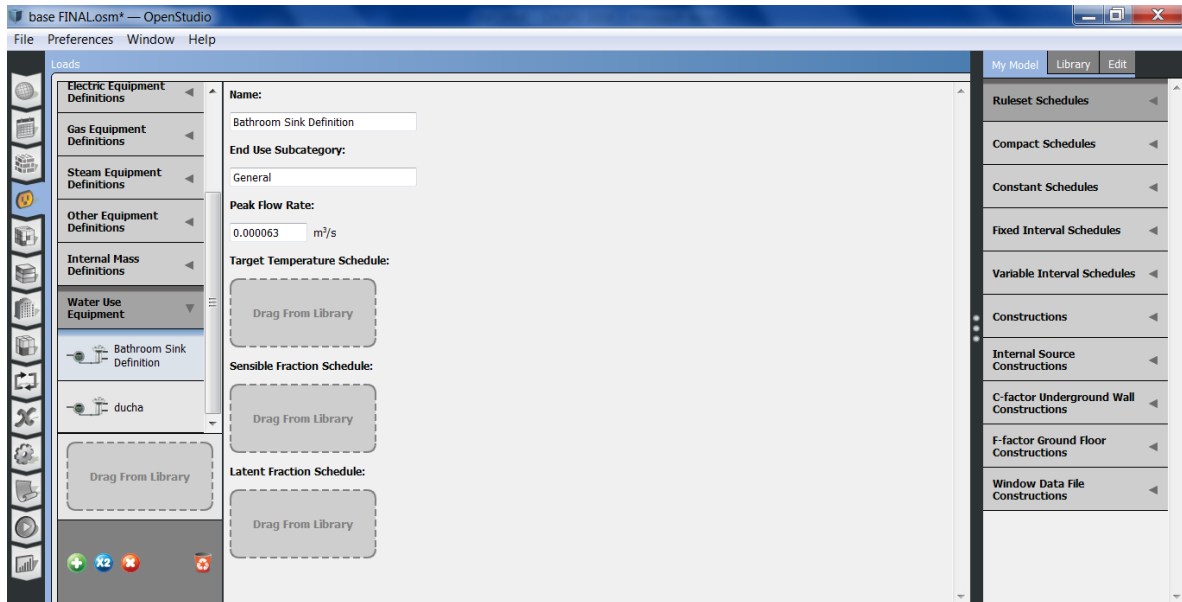 base FINAL.osm* — OpenStudio
File Preferences Window Help
Loads
My Model Library Edit
Electric Equipment
Definitions
Gas Equipment
Definitions
Steam Equipment
Definitions
Other Equipment
Definitions
Internal Mass
Definitions
Water Use
Equipment
Bathroom Sink
Definition
ducha
Drag From Library
X2
Name:
Bathroom Sink Definition
End Use Subcategory:
General
Peak Flow Rate:
0.000063 m³/s
Target Temperature Schedule:
Drag From Library
Sensible Fraction Schedule:
Drag From Library
Latent Fraction Schedule:
Drag From Library
Ruleset Schedules
Compact Schedules
Constant Schedules
Fixed Interval Schedules
Variable Interval Schedules
Constructions
Internal Source
Constructions
C-factor Underground Wall
Constructions
F-factor Ground Floor
Constructions
Window Data File
Constructions